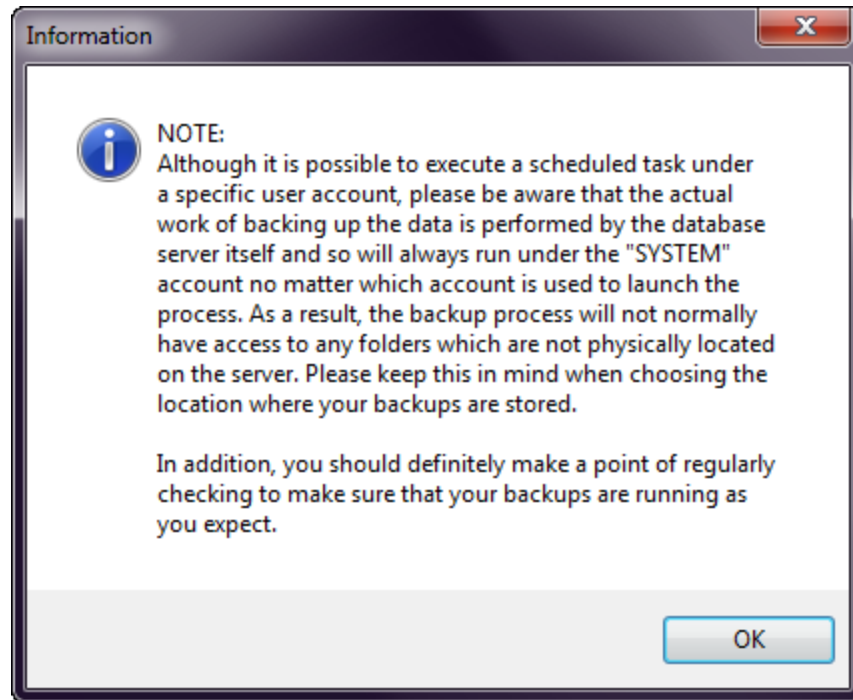 Information
NOTE:
Although it is possible to execute a scheduled task under
a specific user account, please be aware that the actual
work of backing up the data is performed by the database
server itself and so will always run under the "SYSTEM"
account no matter which account is used to launch the
process. As a result, the backup process will not normally
have access to any folders which are not physically located
on the server. Please keep this in mind when choosing the
location where your backups are stored.
In addition, you should definitely make a point of regularly
checking to make sure that your backups are running as
you expect.
OK